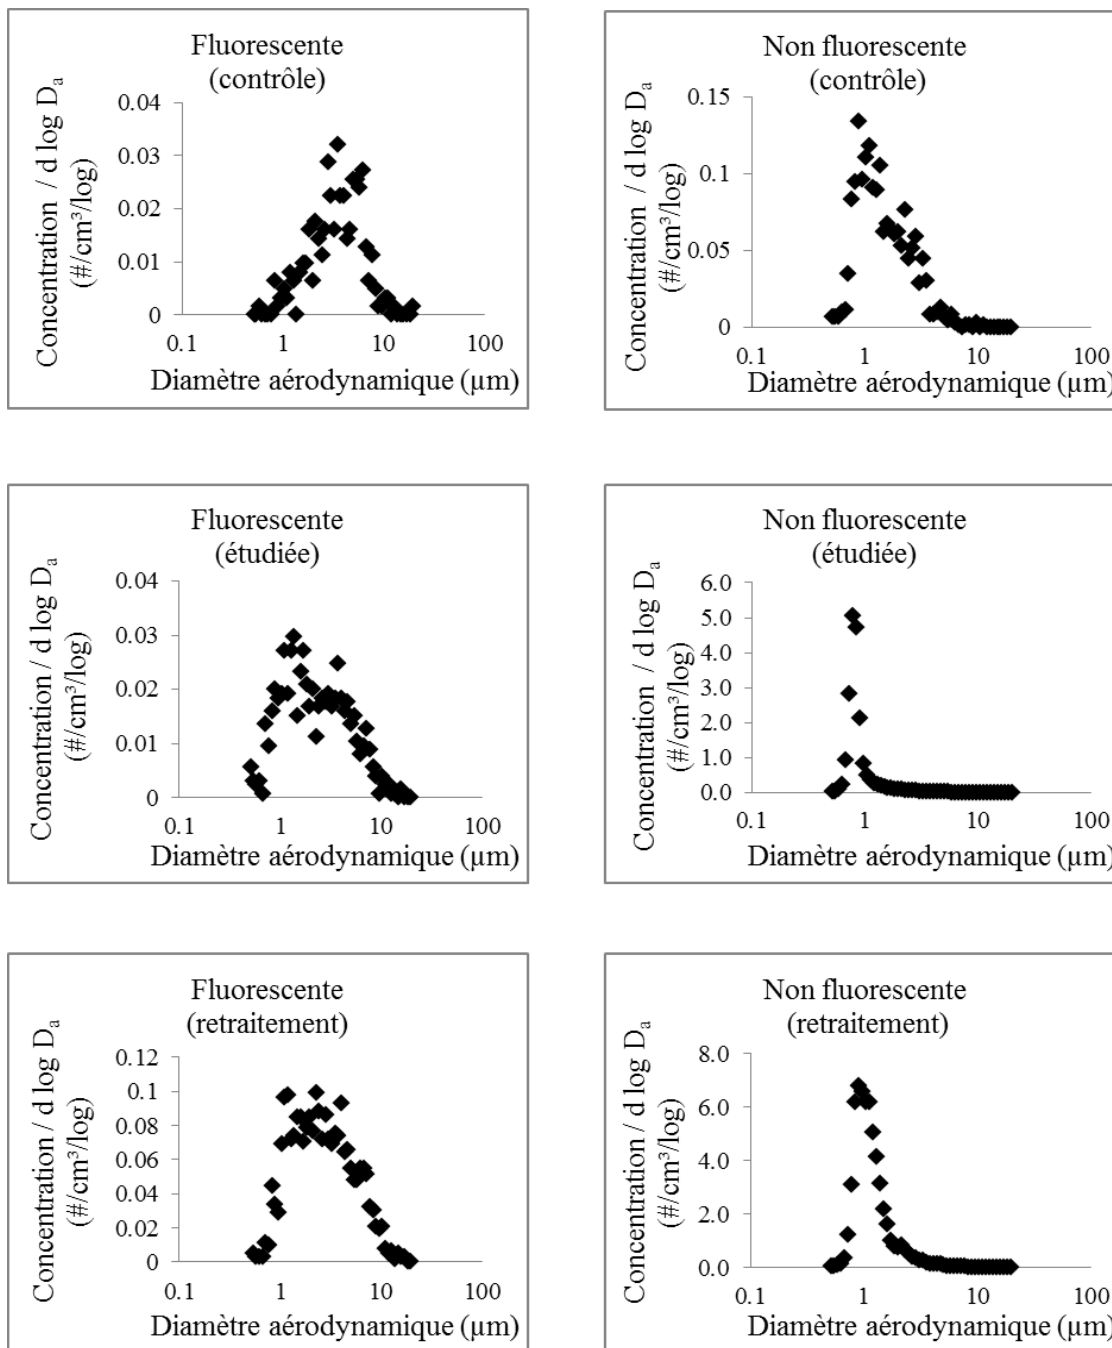 Fluorescente
(contrôle)
Concentration / d log Dₐ
(#/cm³/log)
0.04
0.03
0.02
0.01
0
0.1
1
10
100
Diamètre aérodynamique (µm)
Non fluorescente
(contrôle)
Concentration / d log Dₐ
(#/cm³/log)
0.15
0.1
0.05
0
0.1
1
10
100
Diamètre aérodynamique (µm)
Fluorescente
(étudiée)
Concentration / d log Dₐ
(#/cm³/log)
0.04
0.03
0.02
0.01
0
0.1
1
10
100
Diamètre aérodynamique (µm)
Non fluorescente
(étudiée)
Concentration / d log Dₐ
(#/cm³/log)
6.0
5.0
4.0
3.0
2.0
1.0
0.0
0.1
1
10
100
Diamètre aérodynamique (µm)
Fluorescente
(retraitement)
Concentration / d log Dₐ
(#/cm³/log)
0.12
0.1
0.08
0.06
0.04
0.02
0
0.1
1
10
100
Diamètre aérodynamique (µm)
Non fluorescente
(retraitement)
Concentration / d log Dₐ
(#/cm³/log)
8.0
6.0
4.0
2.0
0.0
0.1
1
10
100
Diamètre aérodynamique (µm)